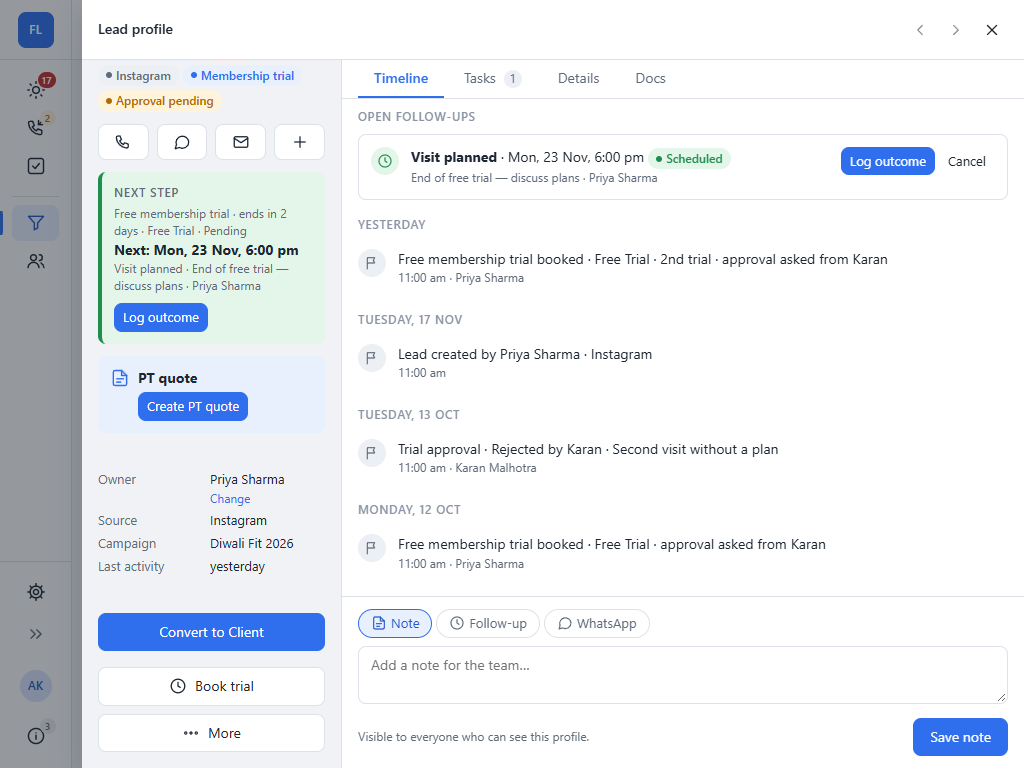 FL
17
2
AK
3
Lead profile
Instagram
Membership trial
Approval pending
NEXT STEP
Free membership trial · ends in 2
days · Free Trial · Pending
Next: Mon, 23 Nov, 6:00 pm
Visit planned · End of free trial —
discuss plans · Priya Sharma
Log outcome
PT quote
Create PT quote
Owner Priya Sharma
Change
Source Instagram
Campaign Diwali Fit 2026
Last activity yesterday
Convert to Client
Book trial
More
Timeline Tasks 1 Details Docs
OPEN FOLLOW-UPS
Visit planned · Mon, 23 Nov, 6:00 pm Scheduled
End of free trial — discuss plans · Priya Sharma
Log outcome Cancel
YESTERDAY
Free membership trial booked · Free Trial · 2nd trial · approval asked from Karan
11:00 am · Priya Sharma
TUESDAY, 17 NOV
Lead created by Priya Sharma · Instagram
11:00 am
TUESDAY, 13 OCT
Trial approval · Rejected by Karan · Second visit without a plan
11:00 am · Karan Malhotra
MONDAY, 12 OCT
Free membership trial booked · Free Trial · approval asked from Karan
11:00 am · Priya Sharma
Note Follow-up WhatsApp
Add a note for the team...
Visible to everyone who can see this profile.
Save note